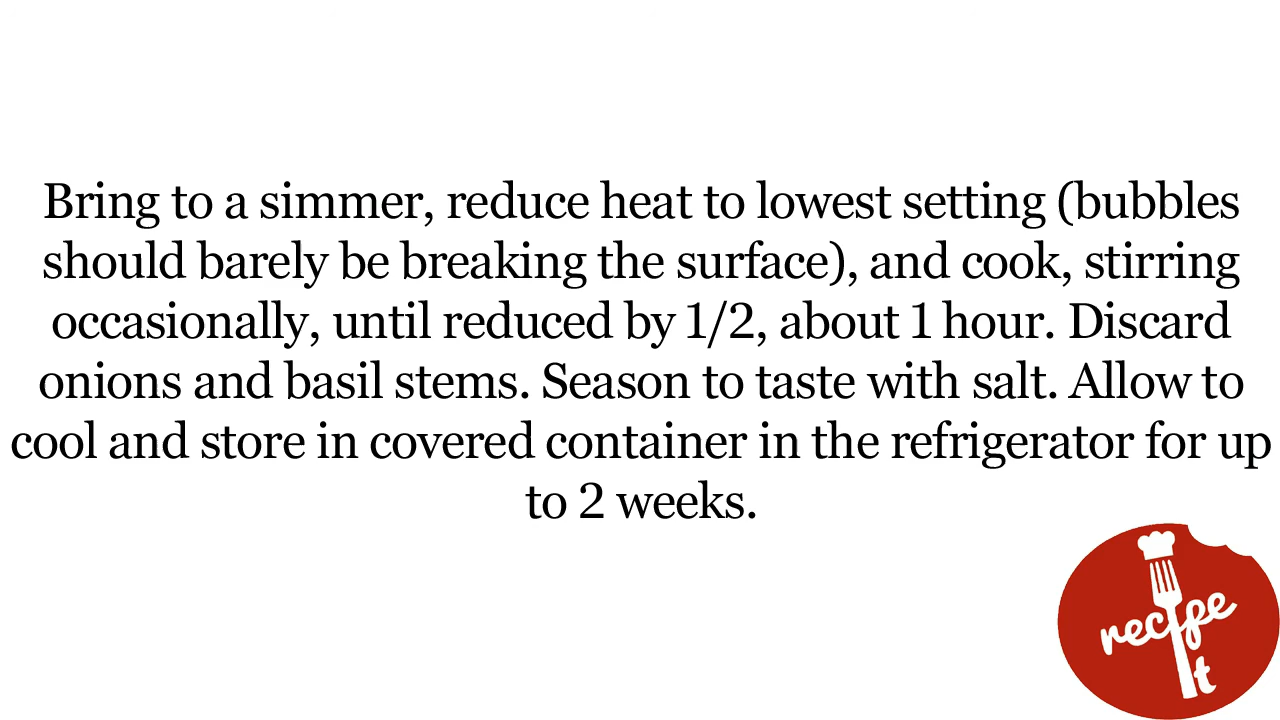 Bring to a simmer, reduce heat to lowest setting (bubbles
should barely be breaking the surface), and cook, stirring
occasionally, until reduced by 1/2, about 1 hour. Discard
onions and basil stems. Season to taste with salt. Allow to
cool and store in covered container in the refrigerator for up
to 2 weeks.
recipe
It